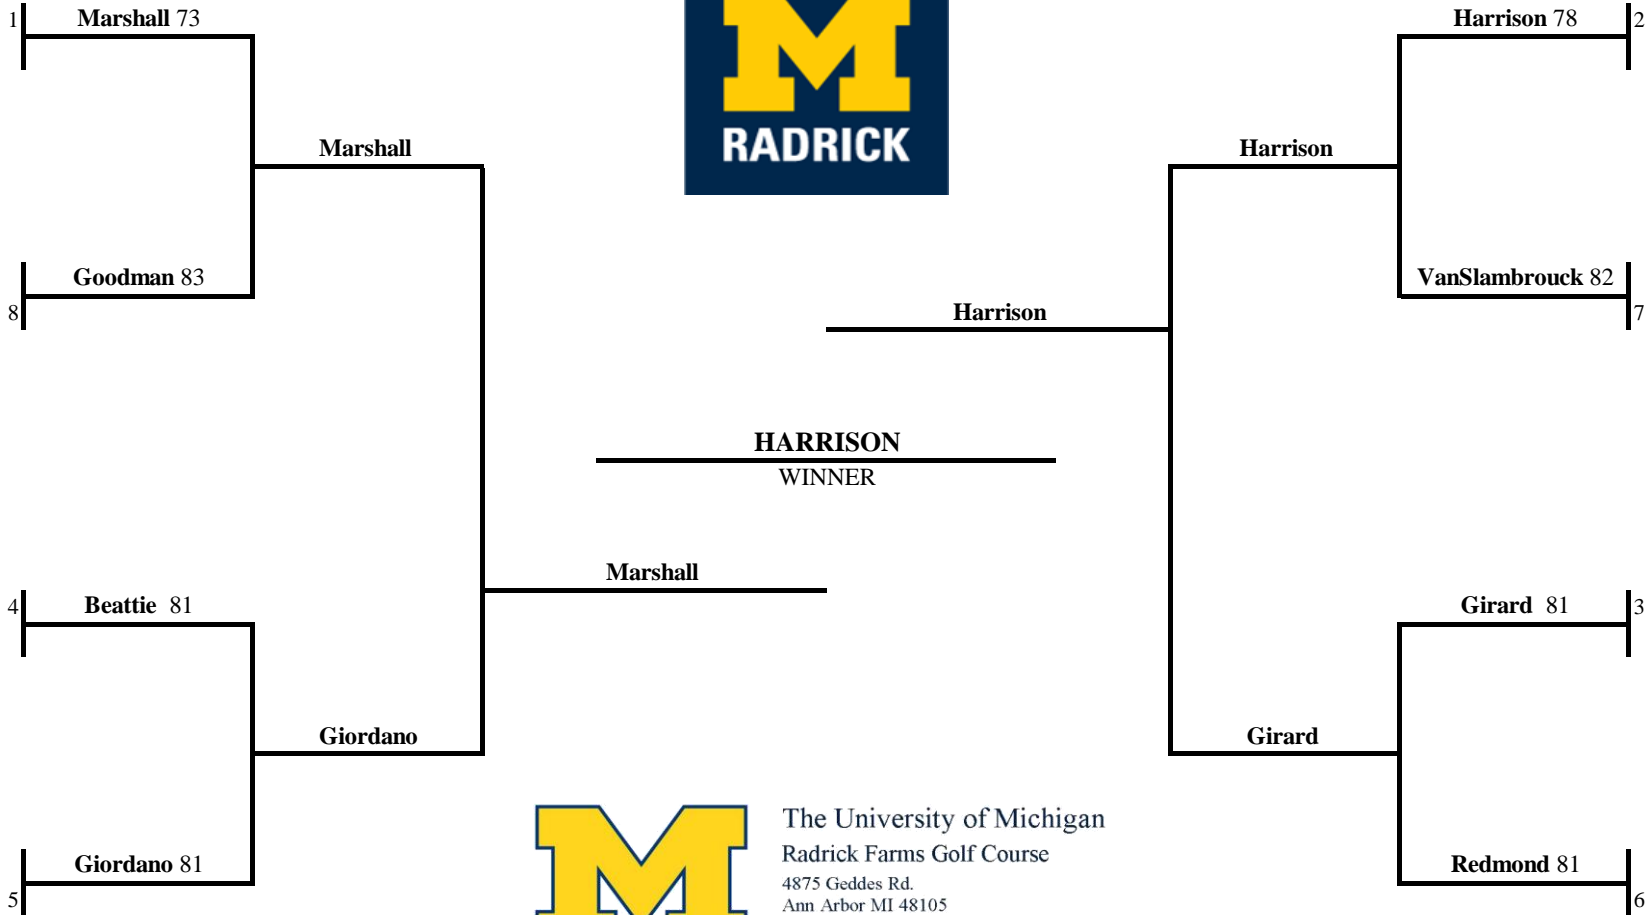 1 Marshall 73
Harrison 78 2
M
RADRICK
Marshall
Harrison
Goodman 83
8
VanSlambrouck 82
7
Harrison
HARRISON
WINNER
Marshall
4 Beattie 81
Girard 81 3
Giordano
Girard
Giordano 81
5
Redmond 81
6
M
The University of Michigan
Radrick Farms Golf Course
4875 Geddes Rd.
Ann Arbor MI 48105